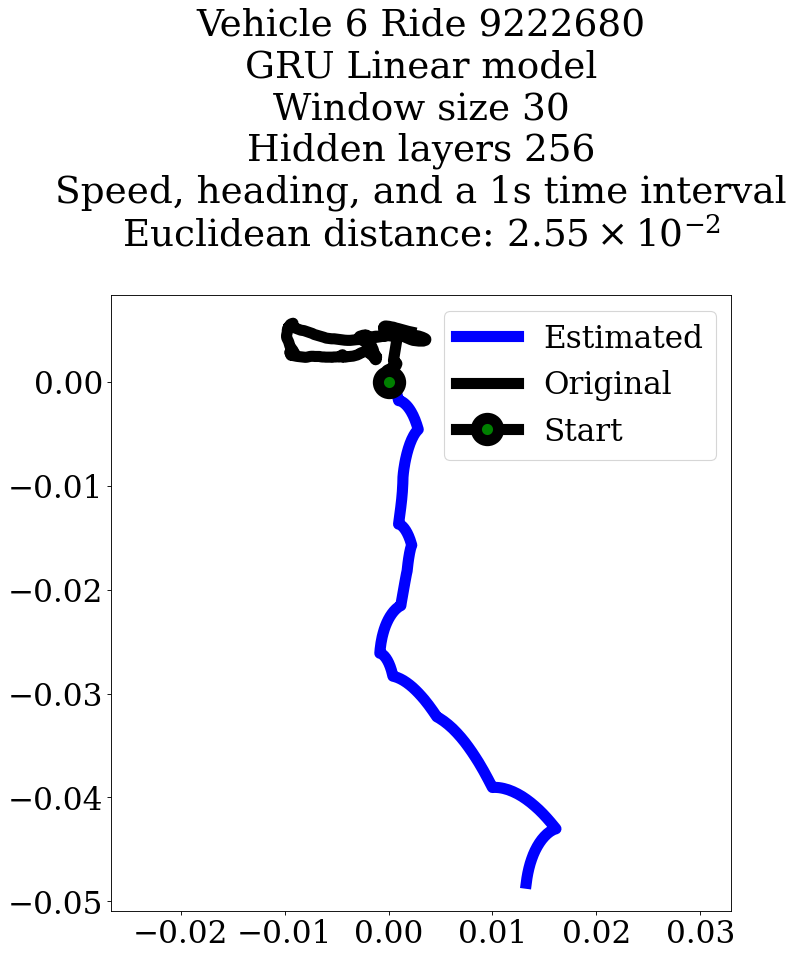 Vehicle 6 Ride 9222680
GRU Linear model
Window size 30
Hidden layers 256
Speed, heading, and a 1s time interval
Euclidean distance: 2.55 × 10⁻²
Estimated
Original
Start
0.00
−0.01
−0.02
−0.03
−0.04
−0.05
−0.02 −0.01 0.00 0.01 0.02 0.03